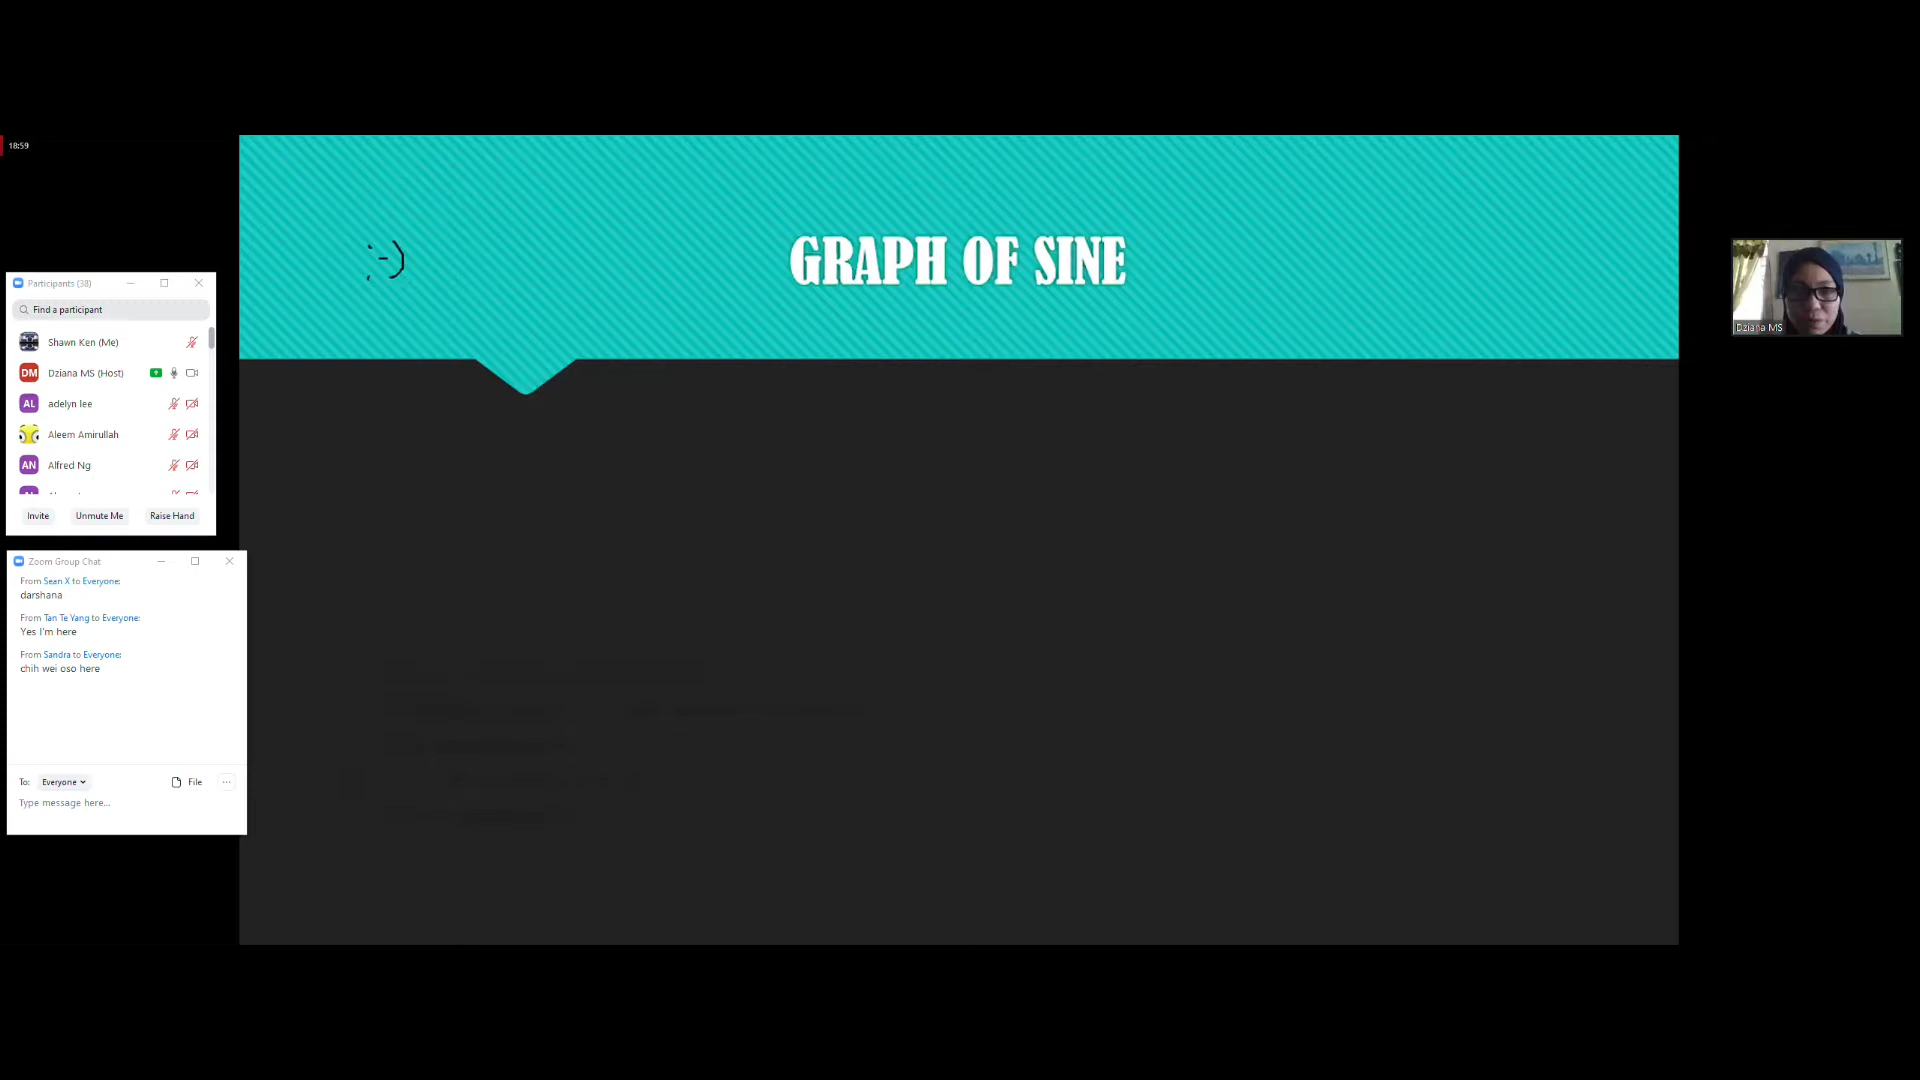 18:59
GRAPH OF SINE
Dziana MS
Participants (38)
Find a participant
Shawn Ken (Me)
DM Dziana MS (Host)
AL adelyn lee
Aleem Amirullah
AN Alfred Ng
Invite Unmute Me Raise Hand
Zoom Group Chat
From Sean X to Everyone:
darshana
From Tan Te Yang to Everyone:
Yes I'm here
From Sandra to Everyone:
chih wei oso here
To: Everyone File ...
Type message here...